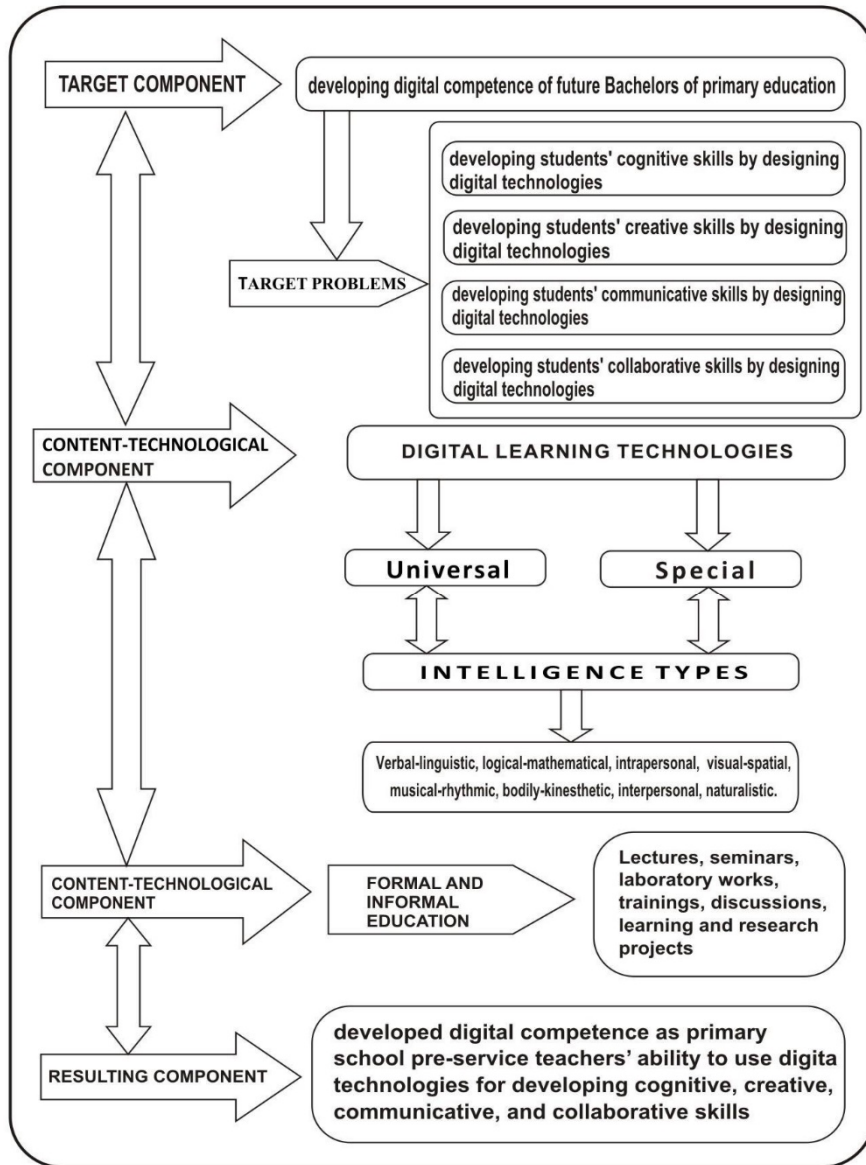 TARGET COMPONENT
developing digital competence of future Bachelors of primary education
developing students' cognitive skills by designing
digital technologies
developing students' creative skills by designing
digital technologies
TARGET PROBLEMS
developing students' communicative skills by designing
digital technologies
developing students' collaborative skills by designing
digital technologies
CONTENT-TECHNOLOGICAL
COMPONENT
DIGITAL LEARNING TECHNOLOGIES
Universal
Special
INTELLIGENCE TYPES
Verbal-linguistic, logical-mathematical, intrapersonal, visual-spatial,
musical-rhythmic, bodily-kinesthetic, interpersonal, naturalistic.
CONTENT-TECHNOLOGICAL
COMPONENT
FORMAL AND
INFORMAL
EDUCATION
Lectures, seminars,
laboratory works,
trainings, discussions,
learning and research
projects
RESULTING COMPONENT
developed digital competence as primary
school pre-service teachers’ ability to use digita
technologies for developing cognitive, creative,
communicative, and collaborative skills